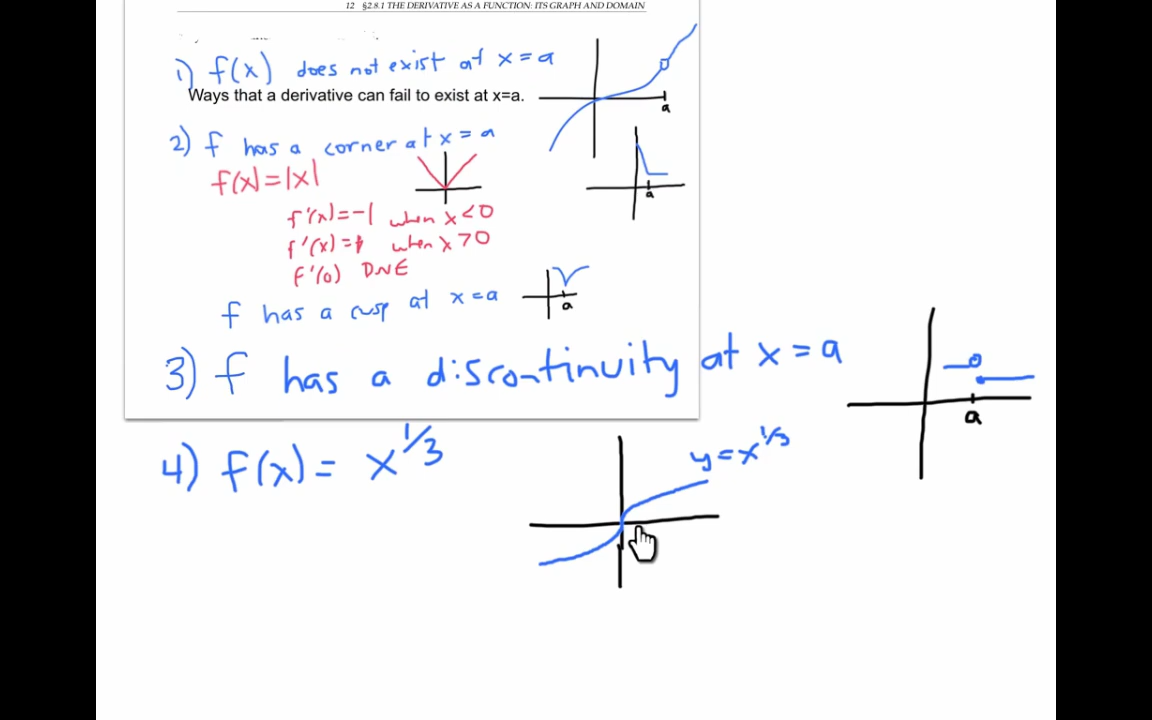 12 §2.8.1 THE DERIVATIVE AS A FUNCTION: ITS GRAPH AND DOMAIN
1) f(x) does not exist at x = a
Ways that a derivative can fail to exist at x=a.
a
2) f has a corner at x = a
f(x) = |x|
a
f'(x) = -1 when x < 0
f'(x) = 1 when x > 0
f'(0) DNE
f has a cusp at x = a
a
3) f has a discontinuity at x = a
a
4) f(x) = x^1/3
y = x^1/3